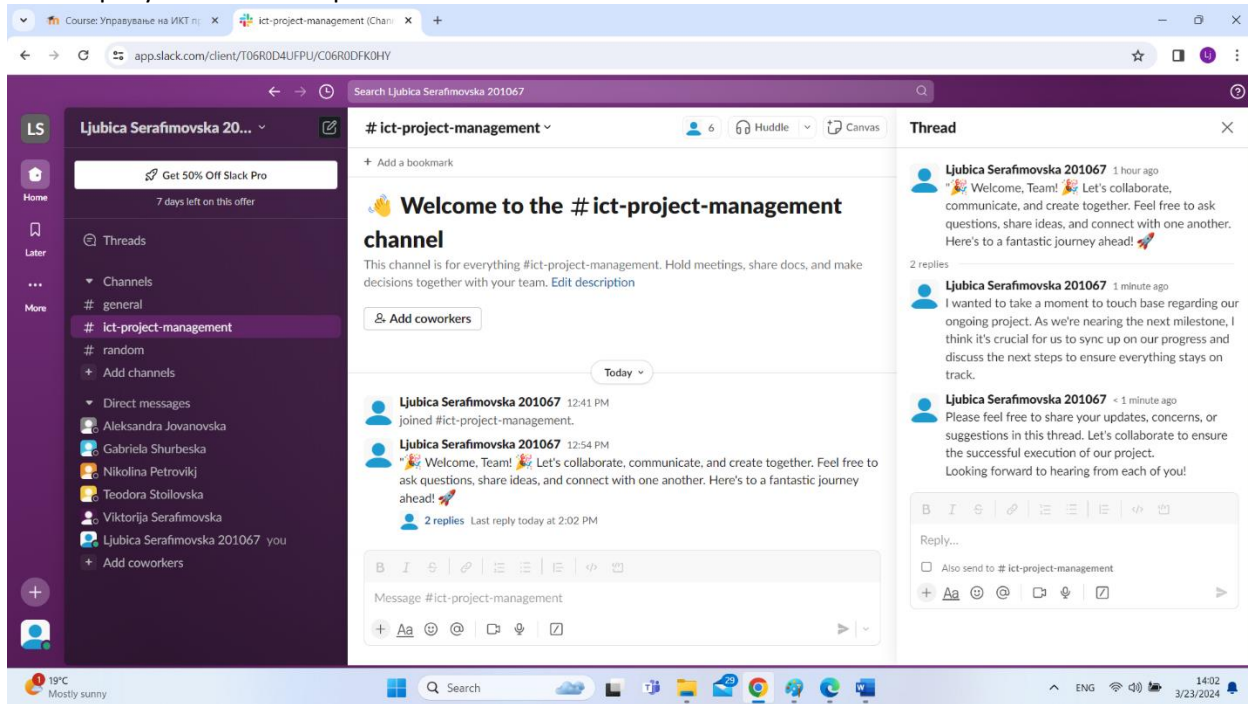 Course: Управување на ИКТ пр
ict-project-management (Chann
app.slack.com/client/T06R0D4UFPU/C06R0DFK0HY
Lj
Search Ljubica Serafimovska 201067
LS
Home
Later
More
Ljubica Serafimovska 20...
Get 50% Off Slack Pro
7 days left on this offer
Threads
Channels
# general
# ict-project-management
# random
+ Add channels
Direct messages
Aleksandra Jovanovska
Gabriela Shurbeska
Nikolina Petrovikj
Teodora Stoilovska
Viktorija Serafimovska
Ljubica Serafimovska 201067 you
+ Add coworkers
# ict-project-management
6
Huddle
Canvas
+ Add a bookmark
👋 Welcome to the # ict-project-management
channel
This channel is for everything #ict-project-management. Hold meetings, share docs, and make
decisions together with your team. Edit description
Add coworkers
Today
Ljubica Serafimovska 201067 12:41 PM
joined #ict-project-management.
Ljubica Serafimovska 201067 12:54 PM
"🎉 Welcome, Team! 🎉 Let's collaborate, communicate, and create together. Feel free to
ask questions, share ideas, and connect with one another. Here's to a fantastic journey
ahead! 🚀
2 replies Last reply today at 2:02 PM
B I S
Message #ict-project-management
+ Aa @
Thread
Ljubica Serafimovska 201067 1 hour ago
"🎉 Welcome, Team! 🎉 Let's collaborate,
communicate, and create together. Feel free to ask
questions, share ideas, and connect with one another.
Here's to a fantastic journey ahead! 🚀
2 replies
Ljubica Serafimovska 201067 1 minute ago
I wanted to take a moment to touch base regarding our
ongoing project. As we're nearing the next milestone, I
think it's crucial for us to sync up on our progress and
discuss the next steps to ensure everything stays on
track.
Ljubica Serafimovska 201067 < 1 minute ago
Please feel free to share your updates, concerns, or
suggestions in this thread. Let's collaborate to ensure
the successful execution of our project.
Looking forward to hearing from each of you!
B I S
Reply...
Also send to # ict-project-management
+ Aa @
1
19°C
Mostly sunny
Search
29
ENG
14:02
3/23/2024